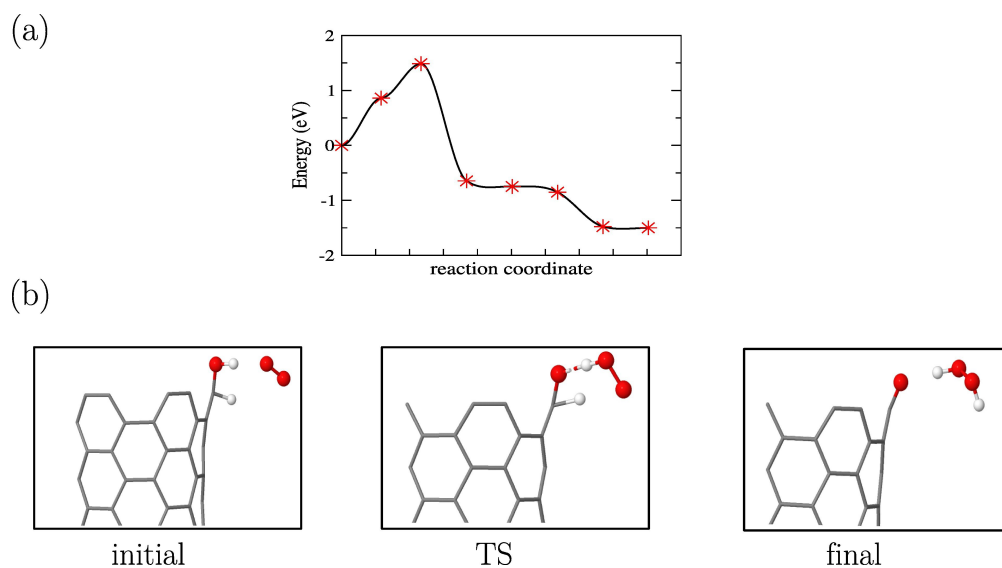 (a)
2
1
0
-1
-2
Energy (eV)
reaction coordinate
(b)
initial TS final